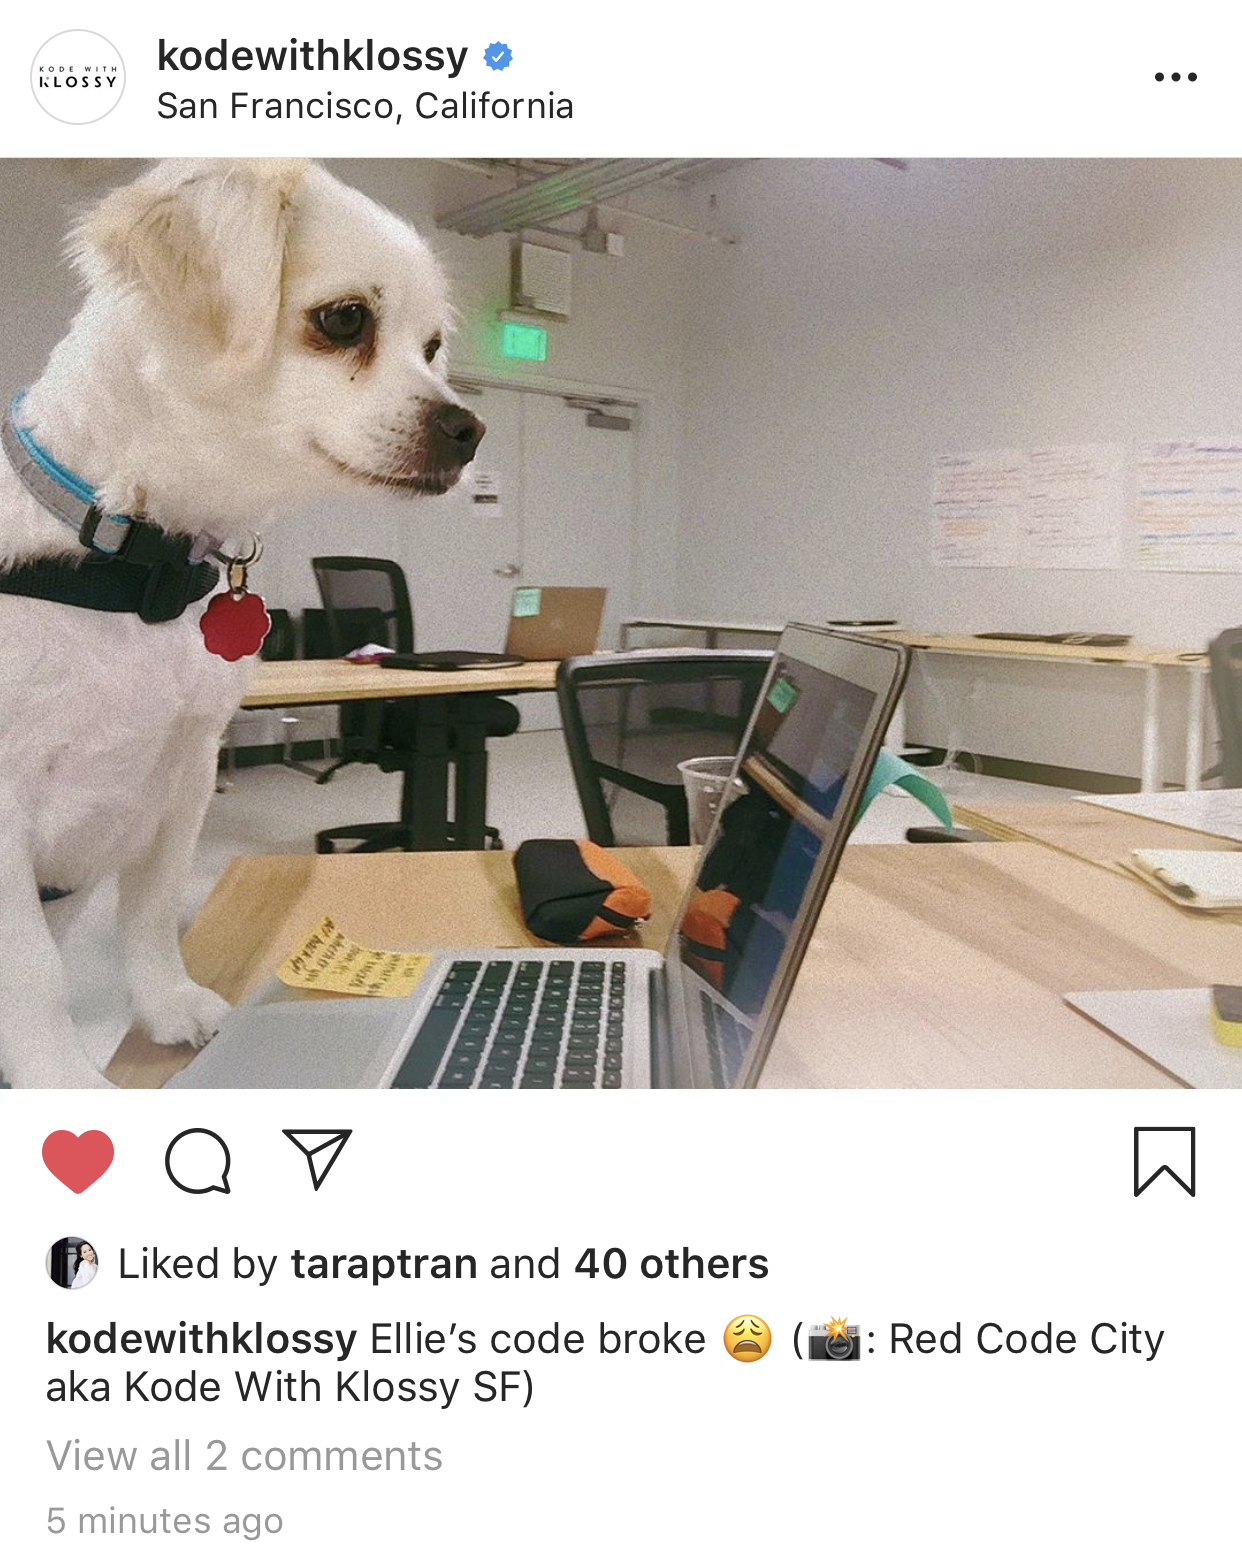 KODE WITH
KLOSSY
kodewithklossy
San Francisco, California
Liked by taraptran and 40 others
kodewithklossy Ellie’s code broke 😩 (📸: Red Code City
aka Kode With Klossy SF)
View all 2 comments
5 minutes ago